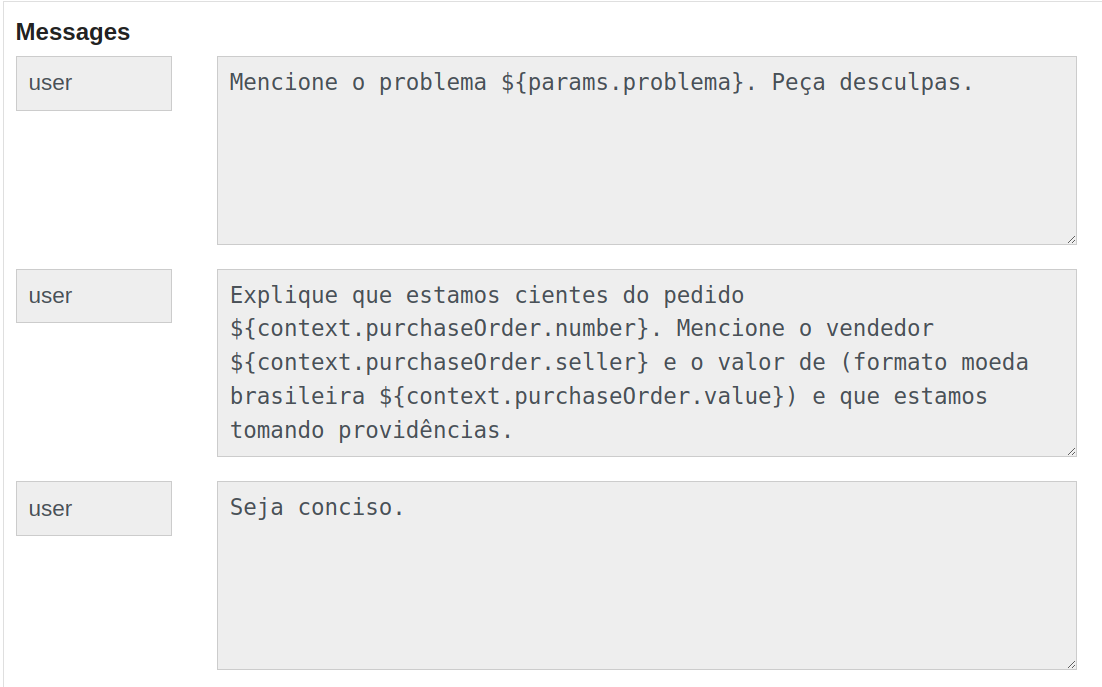 Messages
user
Mencione o problema ${params.problema}. Peça desculpas.
user
Explique que estamos cientes do pedido
${context.purchaseOrder.number}. Mencione o vendedor
${context.purchaseOrder.seller} e o valor de (formato moeda
brasileira ${context.purchaseOrder.value}) e que estamos
tomando providências.
user
Seja conciso.